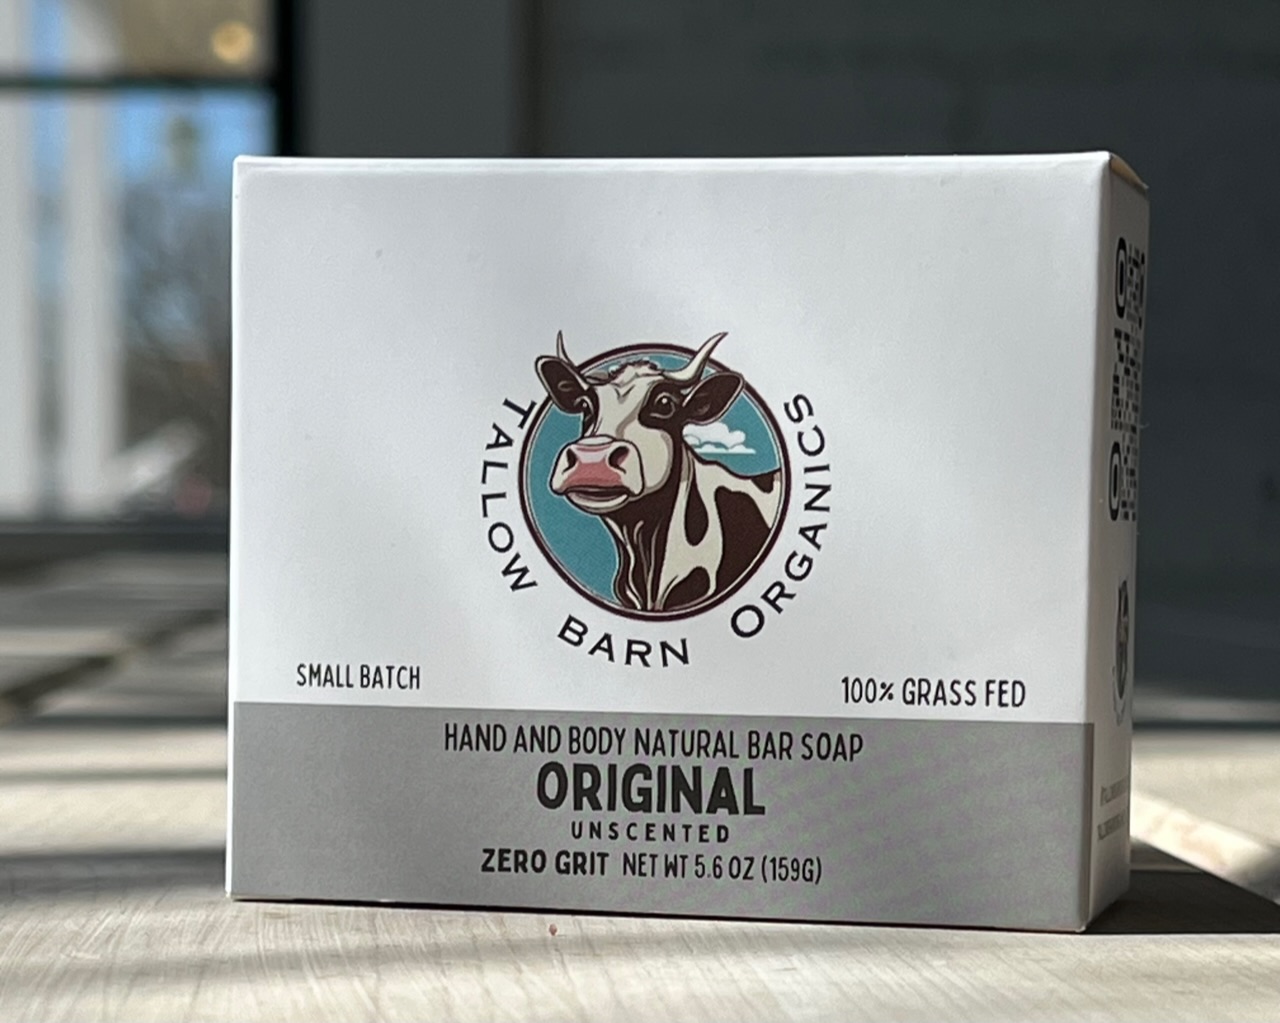 TALLOW BARN ORGANICS
SMALL BATCH
100% GRASS FED
HAND AND BODY NATURAL BAR SOAP
ORIGINAL
UNSCENTED
ZERO GRIT NET WT 5.6 OZ (159G)